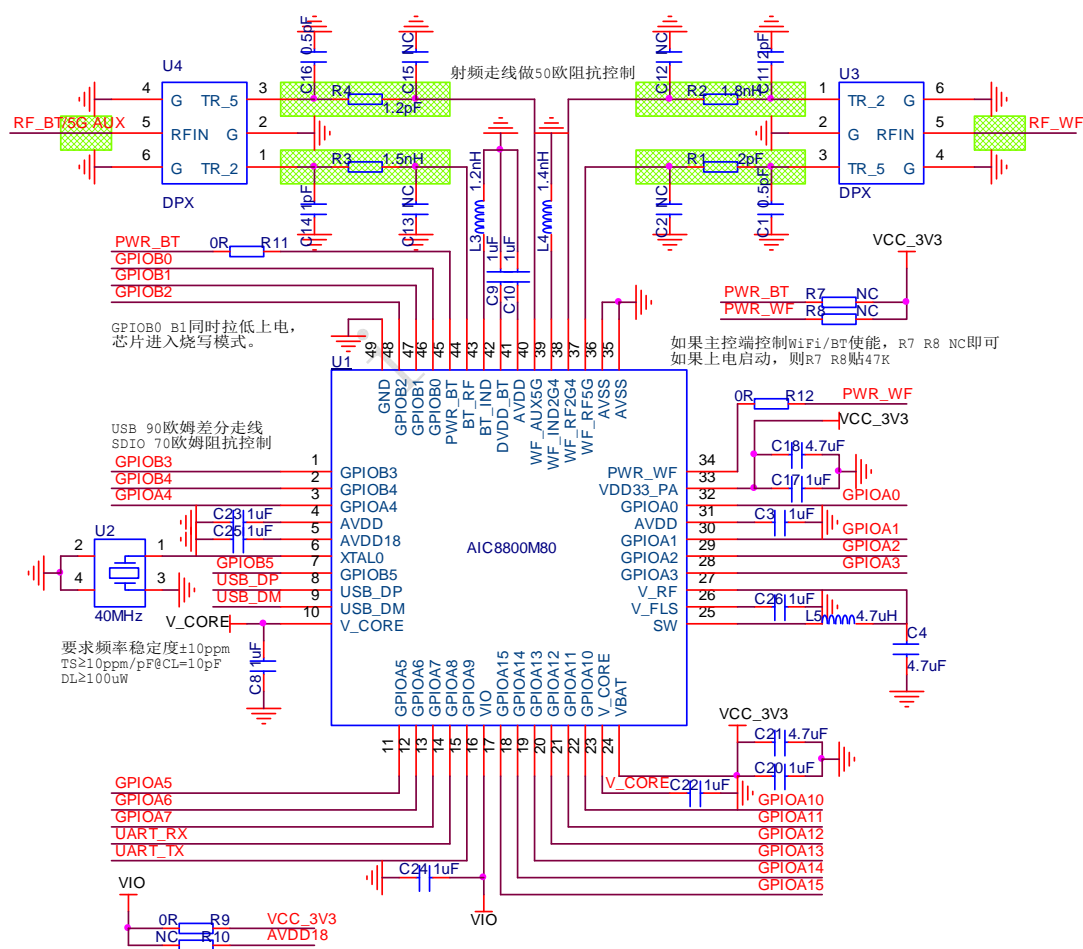 U4
4
5
6
G
RFIN
G
TR_5
G
TR_2
3
2
1
DPX
RF_BT/5G AUX
C16 0.5pF
C15 NC
R4
1.2pF
R3
1.5nH
C14 1pF
C13 NC
射频走线做50欧阻抗控制
C12 NC
C11 2pF
R2
1.8nH
R1
2pF
C2 NC
C1 0.5pF
U3
1
2
3
TR_2
G
TR_5
G
RFIN
G
6
5
4
DPX
RF_WF
L3 1.2nH
C9 1uF
C10 1uF
L4 1.4nH
PWR_BT
0R
R11
GPIOB0
GPIOB1
GPIOB2
GPIOB0 B1同时拉低上电,
芯片进入烧写模式。
VCC_3V3
PWR_BT
R7
NC
PWR_WF
R8
NC
如果主控端控制WiFi/BT使能, R7 R8 NC即可
如果上电启动, 则R7 R8贴47K
U1
49
48
47
46
45
44
43
42
41
40
39
38
37
36
35
GND
GPIOB2
GPIOB1
GPIOB0
PWR_BT
BT_RF
BT_IND
DVDD_BT
AVDD
WF_AUX5G
WF_IND2G4
WF_RF2G4
WF_RF5G
AVSS
AVSS
USB 90欧姆差分走线
SDIO 70欧姆阻抗控制
GPIOB3
GPIOB4
GPIOA4
C23 1uF
C25 1uF
GPIOB5
USB_DP
USB_DM
V_CORE
C8 1uF
U2
2
1
4
3
40MHz
要求频率稳定度±10ppm
TS≥10ppm/pF@CL=10pF
DL≥100uW
1
2
3
4
5
6
7
8
9
10
GPIOB3
GPIOB4
GPIOA4
AVDD
AVDD18
XTAL0
GPIOB5
USB_DP
USB_DM
V_CORE
AIC8800M80
PWR_WF
VDD33_PA
GPIOA0
AVDD
GPIOA1
GPIOA2
GPIOA3
V_RF
V_FLS
SW
34
33
32
31
30
29
28
27
26
25
0R
R12
PWR_WF
VCC_3V3
C18 4.7uF
C17 1uF
GPIOA0
C3 1uF
GPIOA1
GPIOA2
GPIOA3
C26 1uF
L5
4.7uH
C4
4.7uF
GPIOA5
GPIOA6
GPIOA7
GPIOA8
GPIOA9
VIO
GPIOA15
GPIOA14
GPIOA13
GPIOA12
GPIOA11
GPIOA10
V_CORE
VBAT
11
12
13
14
15
16
17
18
19
20
21
22
23
24
VCC_3V3
C21 4.7uF
C20 1uF
V_CORE
C22 1uF
GPIOA5
GPIOA6
GPIOA7
UART_RX
UART_TX
GPIOA10
GPIOA11
GPIOA12
GPIOA13
GPIOA14
GPIOA15
C24 1uF
VIO
VIO
0R
R9
VCC_3V3
NC
R10
AVDD18